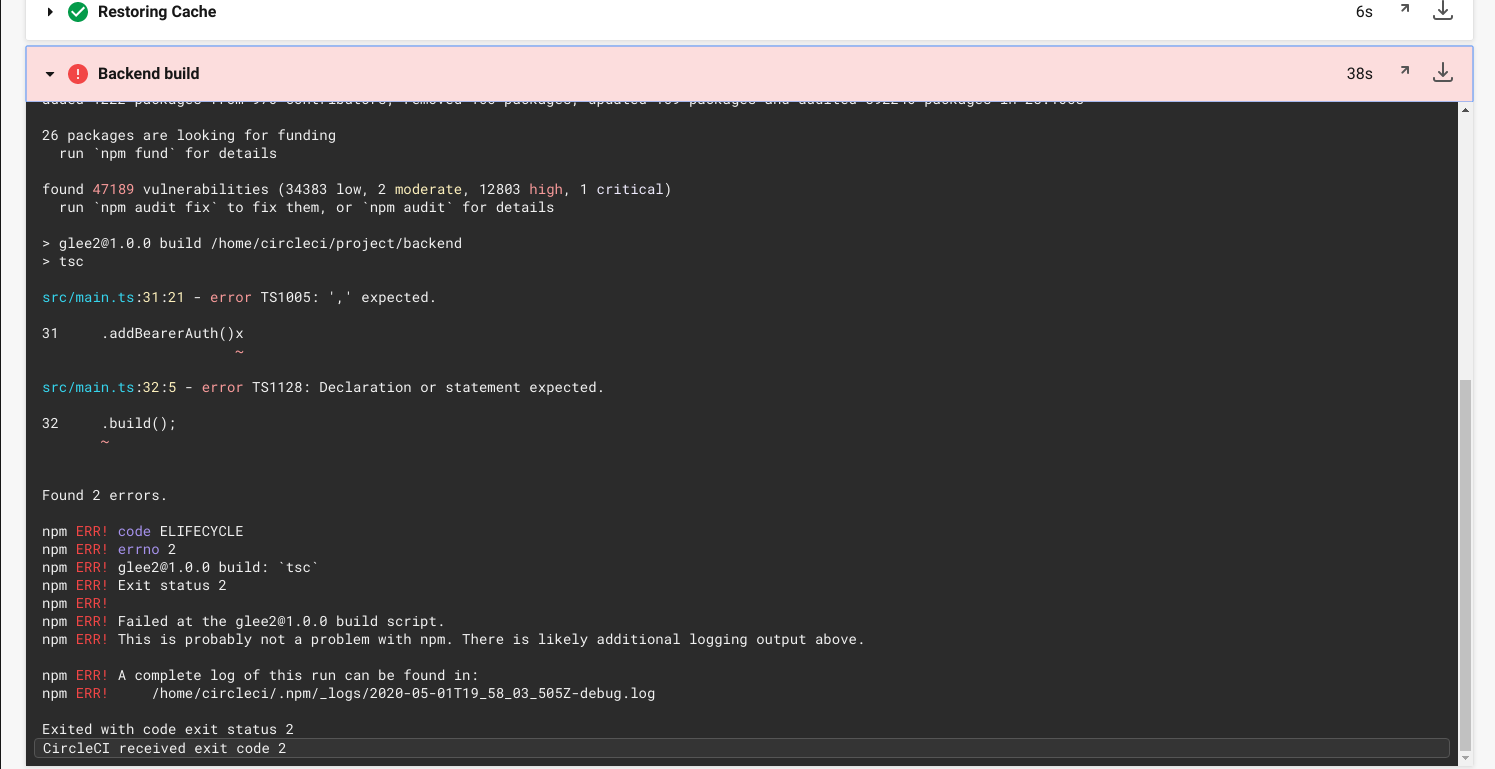 Restoring Cache 6s
Backend build 38s
26 packages are looking for funding
run `npm fund` for details
found 47189 vulnerabilities (34383 low, 2 moderate, 12803 high, 1 critical)
run `npm audit fix` to fix them, or `npm audit` for details
> glee2@1.0.0 build /home/circleci/project/backend
> tsc
src/main.ts:31:21 - error TS1005: ',' expected.
31     .addBearerAuth()x
~
src/main.ts:32:5 - error TS1128: Declaration or statement expected.
32     .build();
~
Found 2 errors.
npm ERR! code ELIFECYCLE
npm ERR! errno 2
npm ERR! glee2@1.0.0 build: `tsc`
npm ERR! Exit status 2
npm ERR!
npm ERR! Failed at the glee2@1.0.0 build script.
npm ERR! This is probably not a problem with npm. There is likely additional logging output above.
npm ERR! A complete log of this run can be found in:
npm ERR!     /home/circleci/.npm/_logs/2020-05-01T19_58_03_505Z-debug.log
Exited with code exit status 2
CircleCI received exit code 2